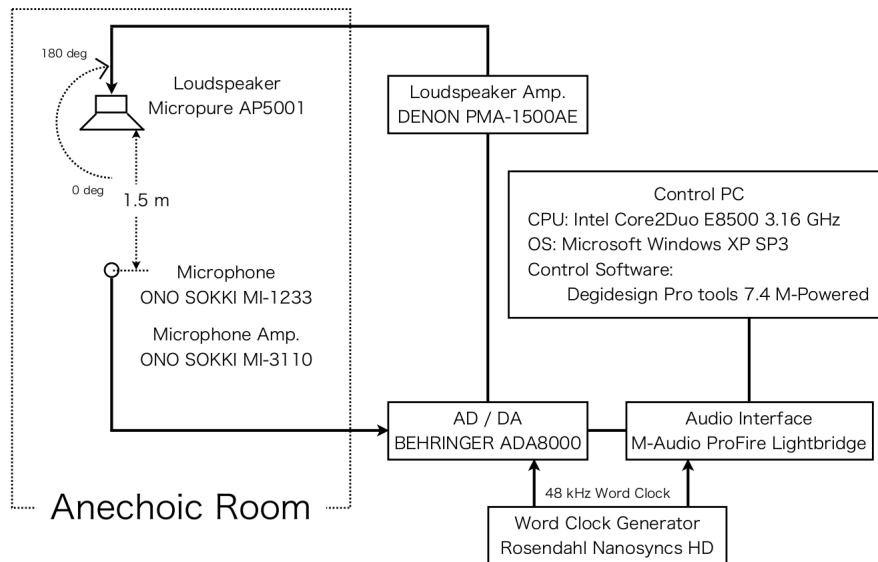 180 deg
Loudspeaker
Micropure AP5001
0 deg
1.5 m
Microphone
ONO SOKKI MI-1233
Microphone Amp.
ONO SOKKI MI-3110
Anechoic Room
Loudspeaker Amp.
DENON PMA-1500AE
Control PC
CPU: Intel Core2Duo E8500 3.16 GHz
OS: Microsoft Windows XP SP3
Control Software:
Degidesign Pro tools 7.4 M-Powered
AD / DA
BEHRINGER ADA8000
Audio Interface
M-Audio ProFire Lightbridge
48 kHz Word Clock
Word Clock Generator
Rosendahl Nanosyncs HD